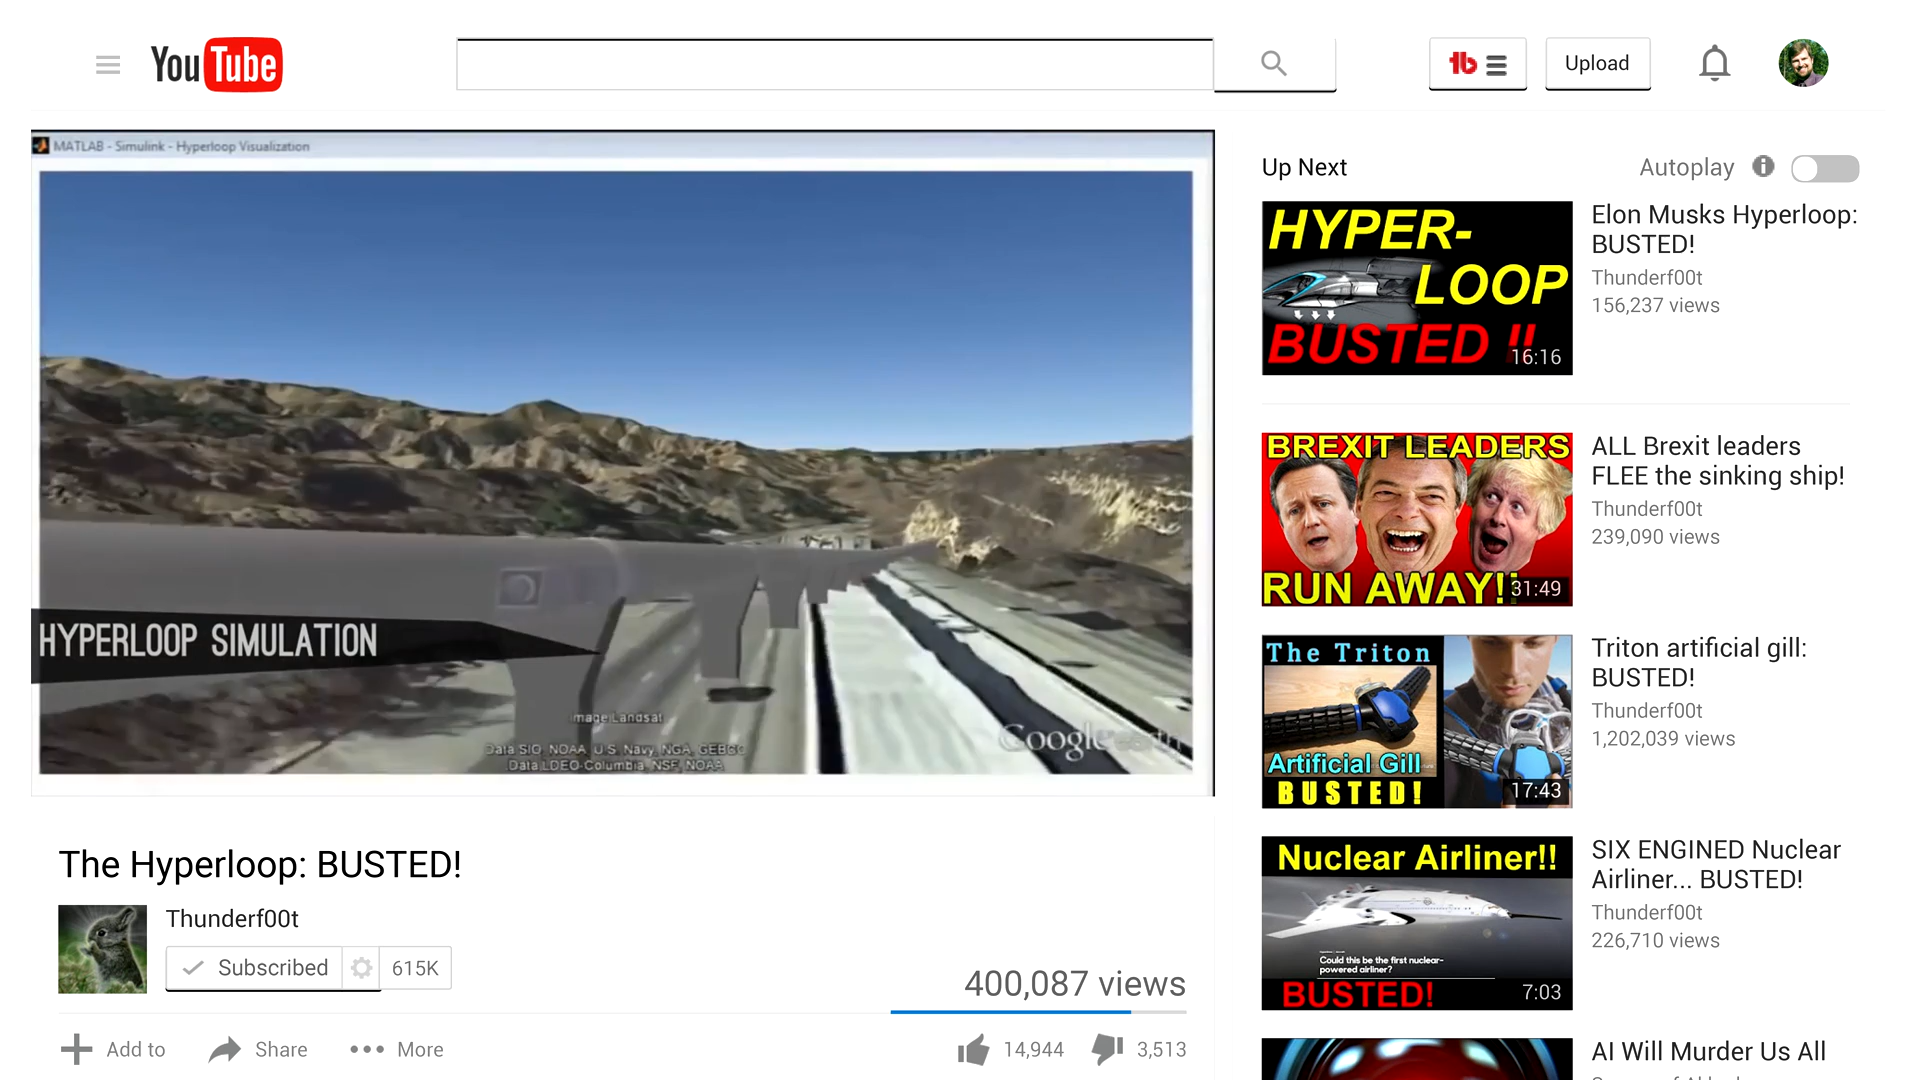 YouTube
Upload
MATLAB - Simulink - Hyperloop Visualization
HYPERLOOP SIMULATION
Image Landsat
Data SIO, NOAA, U.S. Navy, NGA, GEBCO
Data LDEO-Columbia, NSF, NOAA
Google earth
The Hyperloop: BUSTED!
Thunderf00t
Subscribed
615K
400,087 views
Add to
Share
More
14,944
3,513
Up Next
Autoplay
HYPER-
LOOP
BUSTED !!
16:16
Elon Musks Hyperloop:
BUSTED!
Thunderf00t
156,237 views
BREXIT LEADERS
RUN AWAY!!
31:49
ALL Brexit leaders
FLEE the sinking ship!
Thunderf00t
239,090 views
The Triton
Artificial Gill
BUSTED!
17:43
Triton artificial gill:
BUSTED!
Thunderf00t
1,202,039 views
Nuclear Airliner!!
Could this be the first nuclear-
powered airliner?
BUSTED!
7:03
SIX ENGINED Nuclear
Airliner... BUSTED!
Thunderf00t
226,710 views
AI Will Murder Us All